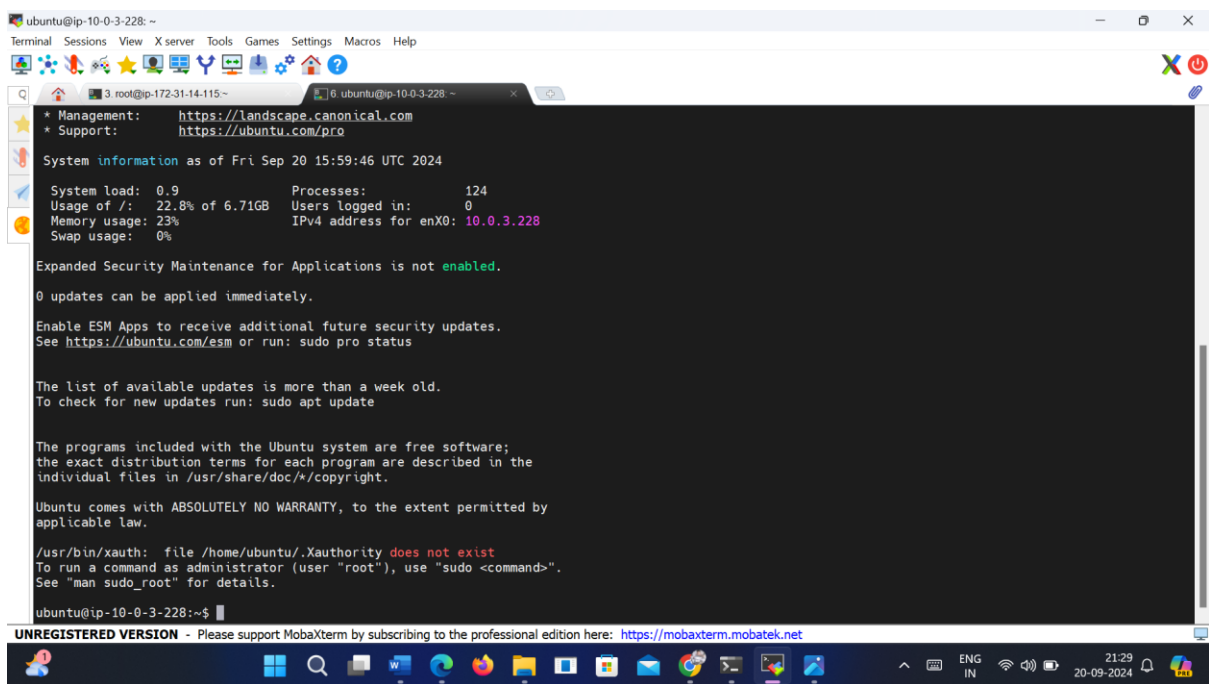 ubuntu@ip-10-0-3-228: ~
Terminal Sessions View X server Tools Games Settings Macros Help
3. root@ip-172-31-14-115:~
6. ubuntu@ip-10-0-3-228: ~
* Management: https://landscape.canonical.com
* Support: https://ubuntu.com/pro
System information as of Fri Sep 20 15:59:46 UTC 2024
System load: 0.9 Processes: 124
Usage of /: 22.8% of 6.71GB Users logged in: 0
Memory usage: 23% IPv4 address for enX0: 10.0.3.228
Swap usage: 0%
Expanded Security Maintenance for Applications is not enabled.
0 updates can be applied immediately.
Enable ESM Apps to receive additional future security updates.
See https://ubuntu.com/esm or run: sudo pro status
The list of available updates is more than a week old.
To check for new updates run: sudo apt update
The programs included with the Ubuntu system are free software;
the exact distribution terms for each program are described in the
individual files in /usr/share/doc/*/copyright.
Ubuntu comes with ABSOLUTELY NO WARRANTY, to the extent permitted by
applicable law.
/usr/bin/xauth:  file /home/ubuntu/.Xauthority does not exist
To run a command as administrator (user "root"), use "sudo <command>".
See "man sudo_root" for details.
ubuntu@ip-10-0-3-228:~$
UNREGISTERED VERSION - Please support MobaXterm by subscribing to the professional edition here: https://mobaxterm.mobatek.net
1
ENG
IN
21:29
20-09-2024
PRE